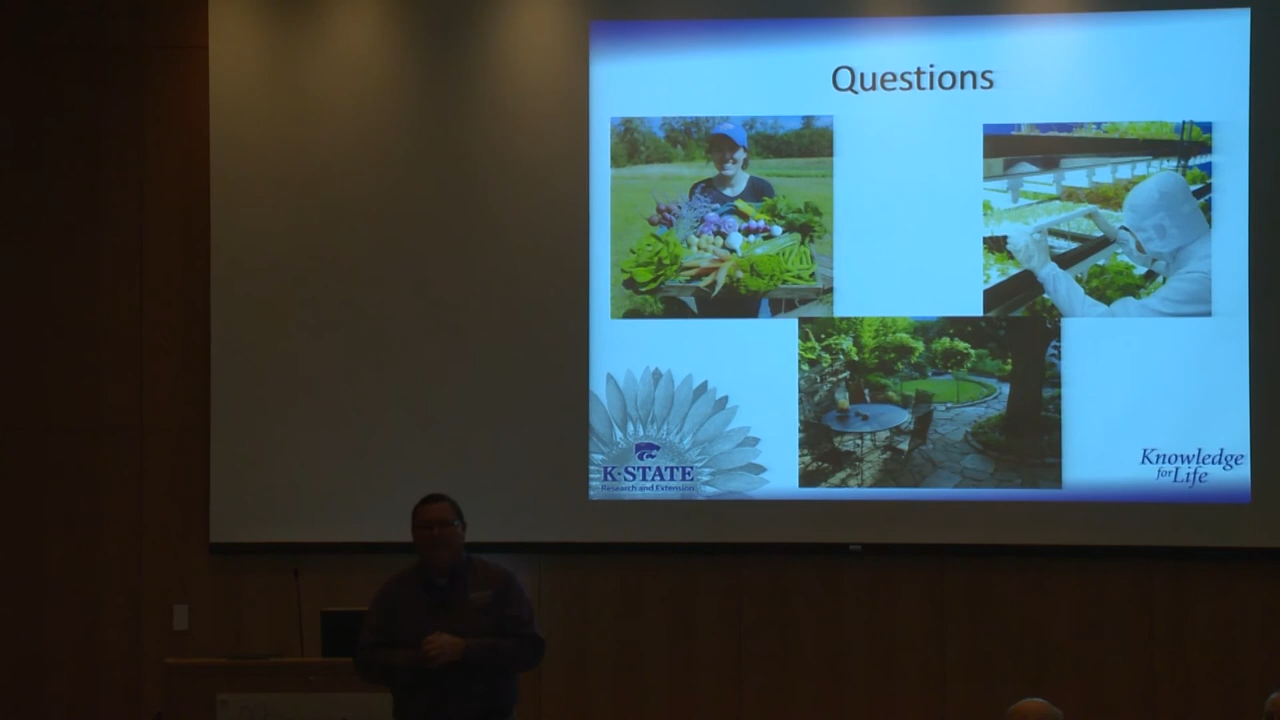 Questions
K-STATE
Research and Extension
Knowledge
for Life